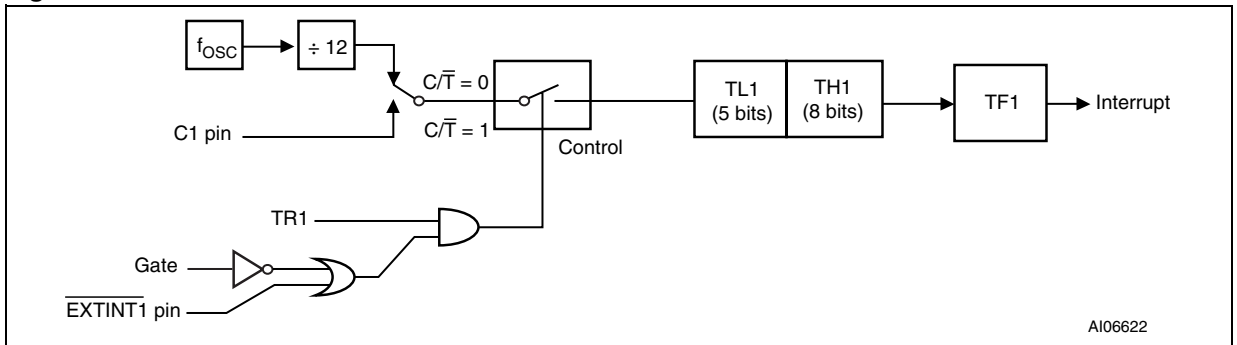 fOSC
÷ 12
C/T̅ = 0
C/T̅ = 1
C1 pin
Control
TL1
(5 bits)
TH1
(8 bits)
TF1
Interrupt
TR1
Gate
E̅X̅T̅I̅N̅T̅1̅ pin
AI06622